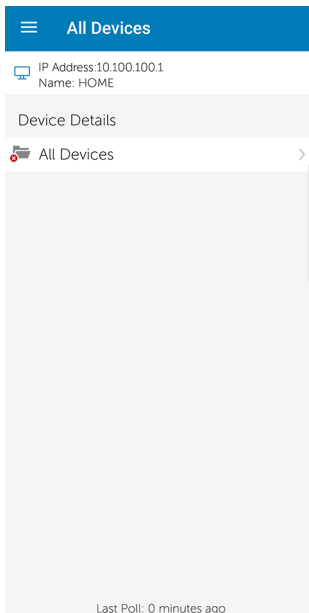 All Devices
IP Address:10.100.100.1
Name: HOME
Device Details
All Devices
Last Poll: 0 minutes ago